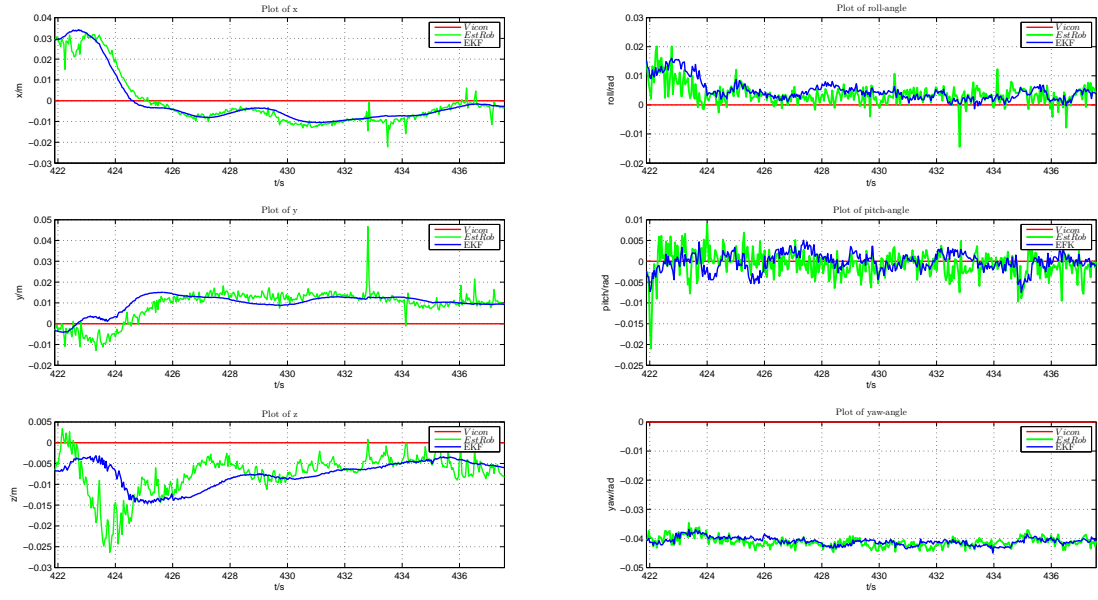 Plot of x
Vicon
EstRob
EKF
x/m
0.04
0.03
0.02
0.01
0
−0.01
−0.02
−0.03
422 424 426 428 430 432 434 436
t/s
Plot of roll-angle
Vicon
EstRob
EKF
roll/rad
0.03
0.02
0.01
0
−0.01
−0.02
422 424 426 428 430 432 434 436
t/s
Plot of y
Vicon
EstRob
EKF
y/m
0.05
0.04
0.03
0.02
0.01
0
−0.01
−0.02
422 424 426 428 430 432 434 436
t/s
Plot of pitch-angle
Vicon
EstRob
EFK
pitch/rad
0.01
0.005
0
−0.005
−0.01
−0.015
−0.02
−0.025
422 424 426 428 430 432 434 436
t/s
Plot of z
Vicon
EstRob
EKF
z/m
0.005
0
−0.005
−0.01
−0.015
−0.02
−0.025
−0.03
422 424 426 428 430 432 434 436
t/s
Plot of yaw-angle
Vicon
EstRob
EKF
yaw/rad
0
−0.01
−0.02
−0.03
−0.04
−0.05
422 424 426 428 430 432 434 436
t/s